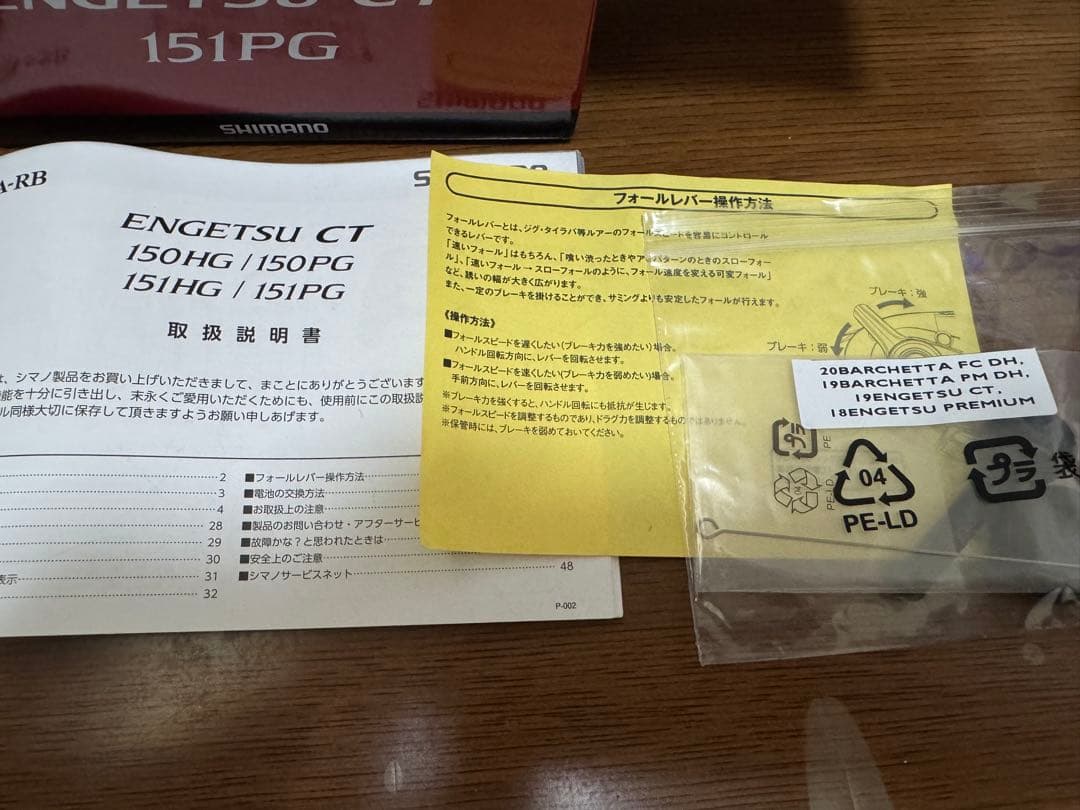 ENGETSU CT
151PG
SHIMANO
A-RB
ENGETSU CT
150HG / 150PG
151HG / 151PG
取扱説明書
は、シマノ製品をお買い上げいただきまして、まことにありがとうございます
能を十分に引き出し、末永くご愛用いただくためにも、使用前にこの取扱説
ル同様大切に保存して頂きますようお願い申しあげます。
2
3
4
28
29
30
表示 31
32
■フォールレバー操作方法
■電池の交換方法
■お取扱上の注意
■製品のお問い合わせ・アフターサービ
■故障かな?と思われたときは
■安全上のご注意
■シマノサービスネット 48
P-002
フォールレバー操作方法
フォールレバーとは、ジグ・タイラバ等ルアーのフォールスピードを容易にコントロール
できるレバーです。
「速いフォール」はもちろん、「喰い渋ったときやアワパターンのときのスローフォー
ル」、「速いフォール → スローフォールのように、フォール速度を変える可変フォール」
など、誘いの幅が大きく広がります。
また、一定のブレーキを掛けることができ、サミングよりも安定したフォールが行えます。
《操作方法》
■フォールスピードを遅くしたい(ブレーキ力を強めたい)場合。
ハンドル回転方向に、レバーを回転させます。
■フォールスピードを速くしたい(ブレーキ力を弱めたい)場合。
手前方向に、レバーを回転させます。
※ブレーキ力を強くすると、ハンドル回転にも抵抗が生じます。
※フォールスピードを調整するものであり、ドラグ力を調整するものではありません。
※保管時には、ブレーキを弱めておいてください。
ブレーキ:強
ブレーキ:弱
20BARCHETTA FC DH,
19BARCHETTA PM DH,
19ENGETSU CT,
18ENGETSU PREMIUM
プラ
PE-LD
04
04
PE-LD
プラ
袋